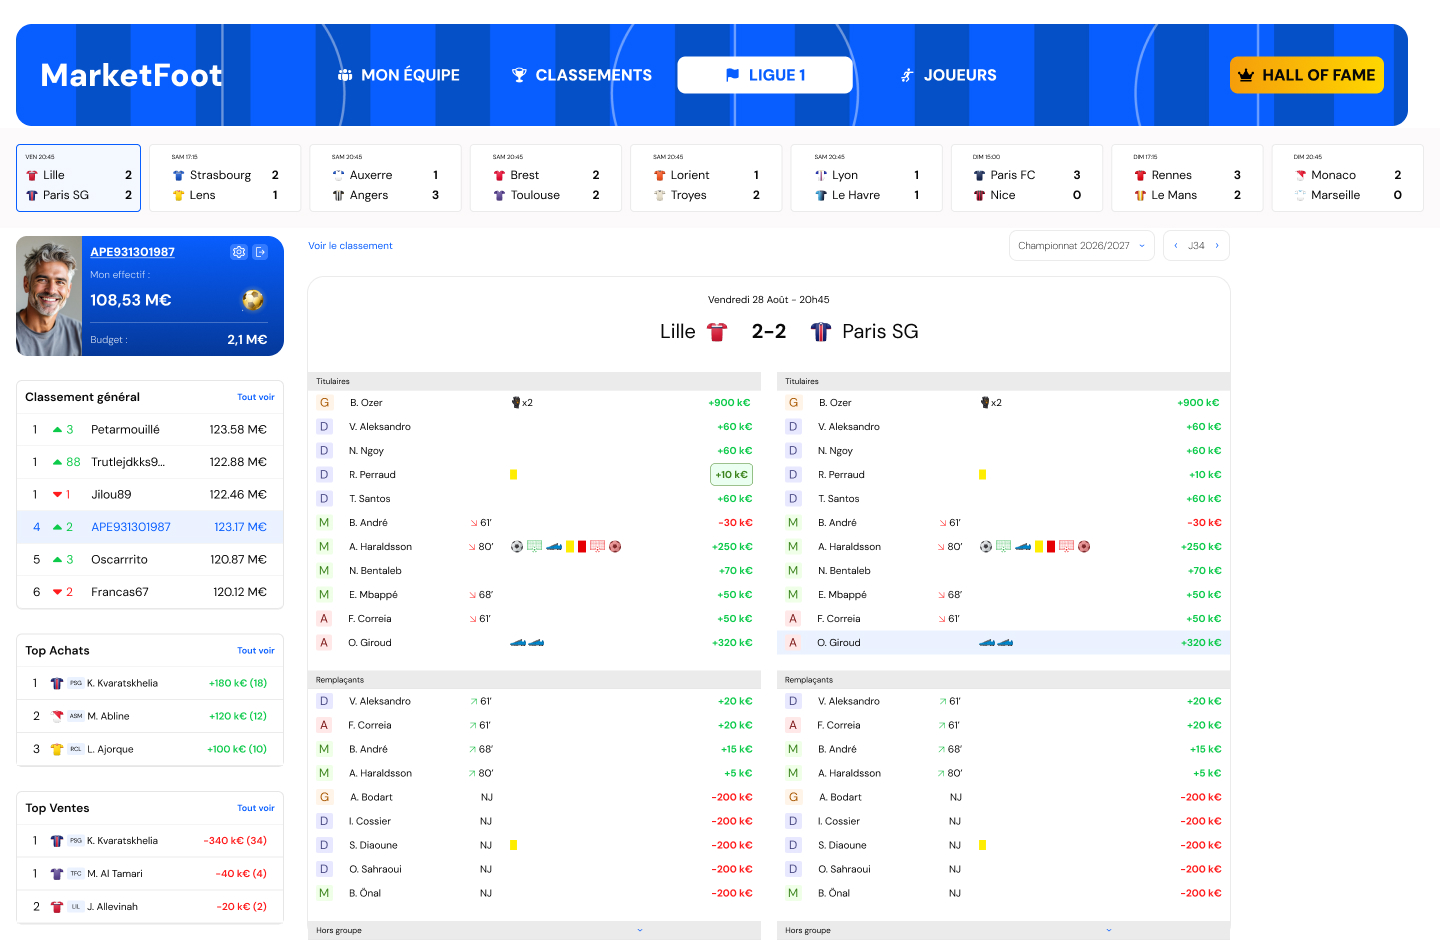 MarketFoot
MON ÉQUIPE
CLASSEMENTS
LIGUE 1
JOUEURS
HALL OF FAME
VEN 20:45
Lille 2
Paris SG 2
SAM 17:15
Strasbourg 2
Lens 1
SAM 20:45
Auxerre 1
Angers 3
SAM 20:45
Brest 2
Toulouse 2
SAM 20:45
Lorient 1
Troyes 2
SAM 20:45
Lyon 1
Le Havre 1
DIM 15:00
Paris FC 3
Nice 0
DIM 17:15
Rennes 3
Le Mans 2
DIM 20:45
Monaco 2
Marseille 0
APE931301987
Mon effectif :
108,53 M€
Budget :
2,1 M€
Classement général
Tout voir
1 3 Petarmouillé 123.58 M€
1 88 Trutlejdkks9... 122.88 M€
1 1 Jilou89 122.46 M€
4 2 APE931301987 123.17 M€
5 3 Oscarrrito 120.87 M€
6 2 Francas67 120.12 M€
Top Achats
Tout voir
1 PSG K. Kvaratskhelia +180 k€ (18)
2 ASM M. Abline +120 k€ (12)
3 RCL L. Ajorque +100 k€ (10)
Top Ventes
Tout voir
1 PSG K. Kvaratskhelia -340 k€ (34)
1 TFC M. Al Tamari -40 k€ (4)
2 LIL J. Allevinah -20 k€ (2)
Voir le classement
Championnat 2026/2027
‹ J34 ›
Vendredi 28 Août - 20h45
Lille 2-2 Paris SG
Titulaires
G B. Ozer x2 +900 k€
D V. Aleksandro +60 k€
D N. Ngoy +60 k€
D R. Perraud +10 k€
D T. Santos +60 k€
M B. André 61' -30 k€
M A. Haraldsson 80' +250 k€
M N. Bentaleb +70 k€
M E. Mbappé 68' +50 k€
A F. Correia 61' +50 k€
A O. Giroud +320 k€
Remplaçants
D V. Aleksandro 61' +20 k€
A F. Correia 61' +20 k€
M B. André 68' +15 k€
M A. Haraldsson 80' +5 k€
G A. Bodart NJ -200 k€
D I. Cossier NJ -200 k€
D S. Diaoune NJ -200 k€
D O. Sahraoui NJ -200 k€
M B. Önal NJ -200 k€
Hors groupe
Titulaires
G B. Ozer x2 +900 k€
D V. Aleksandro +60 k€
D N. Ngoy +60 k€
D R. Perraud +10 k€
D T. Santos +60 k€
M B. André 61' -30 k€
M A. Haraldsson 80' +250 k€
M N. Bentaleb +70 k€
M E. Mbappé 68' +50 k€
A F. Correia 61' +50 k€
A O. Giroud +320 k€
Remplaçants
D V. Aleksandro 61' +20 k€
A F. Correia 61' +20 k€
M B. André 68' +15 k€
M A. Haraldsson 80' +5 k€
G A. Bodart NJ -200 k€
D I. Cossier NJ -200 k€
D S. Diaoune NJ -200 k€
D O. Sahraoui NJ -200 k€
M B. Önal NJ -200 k€
Hors groupe